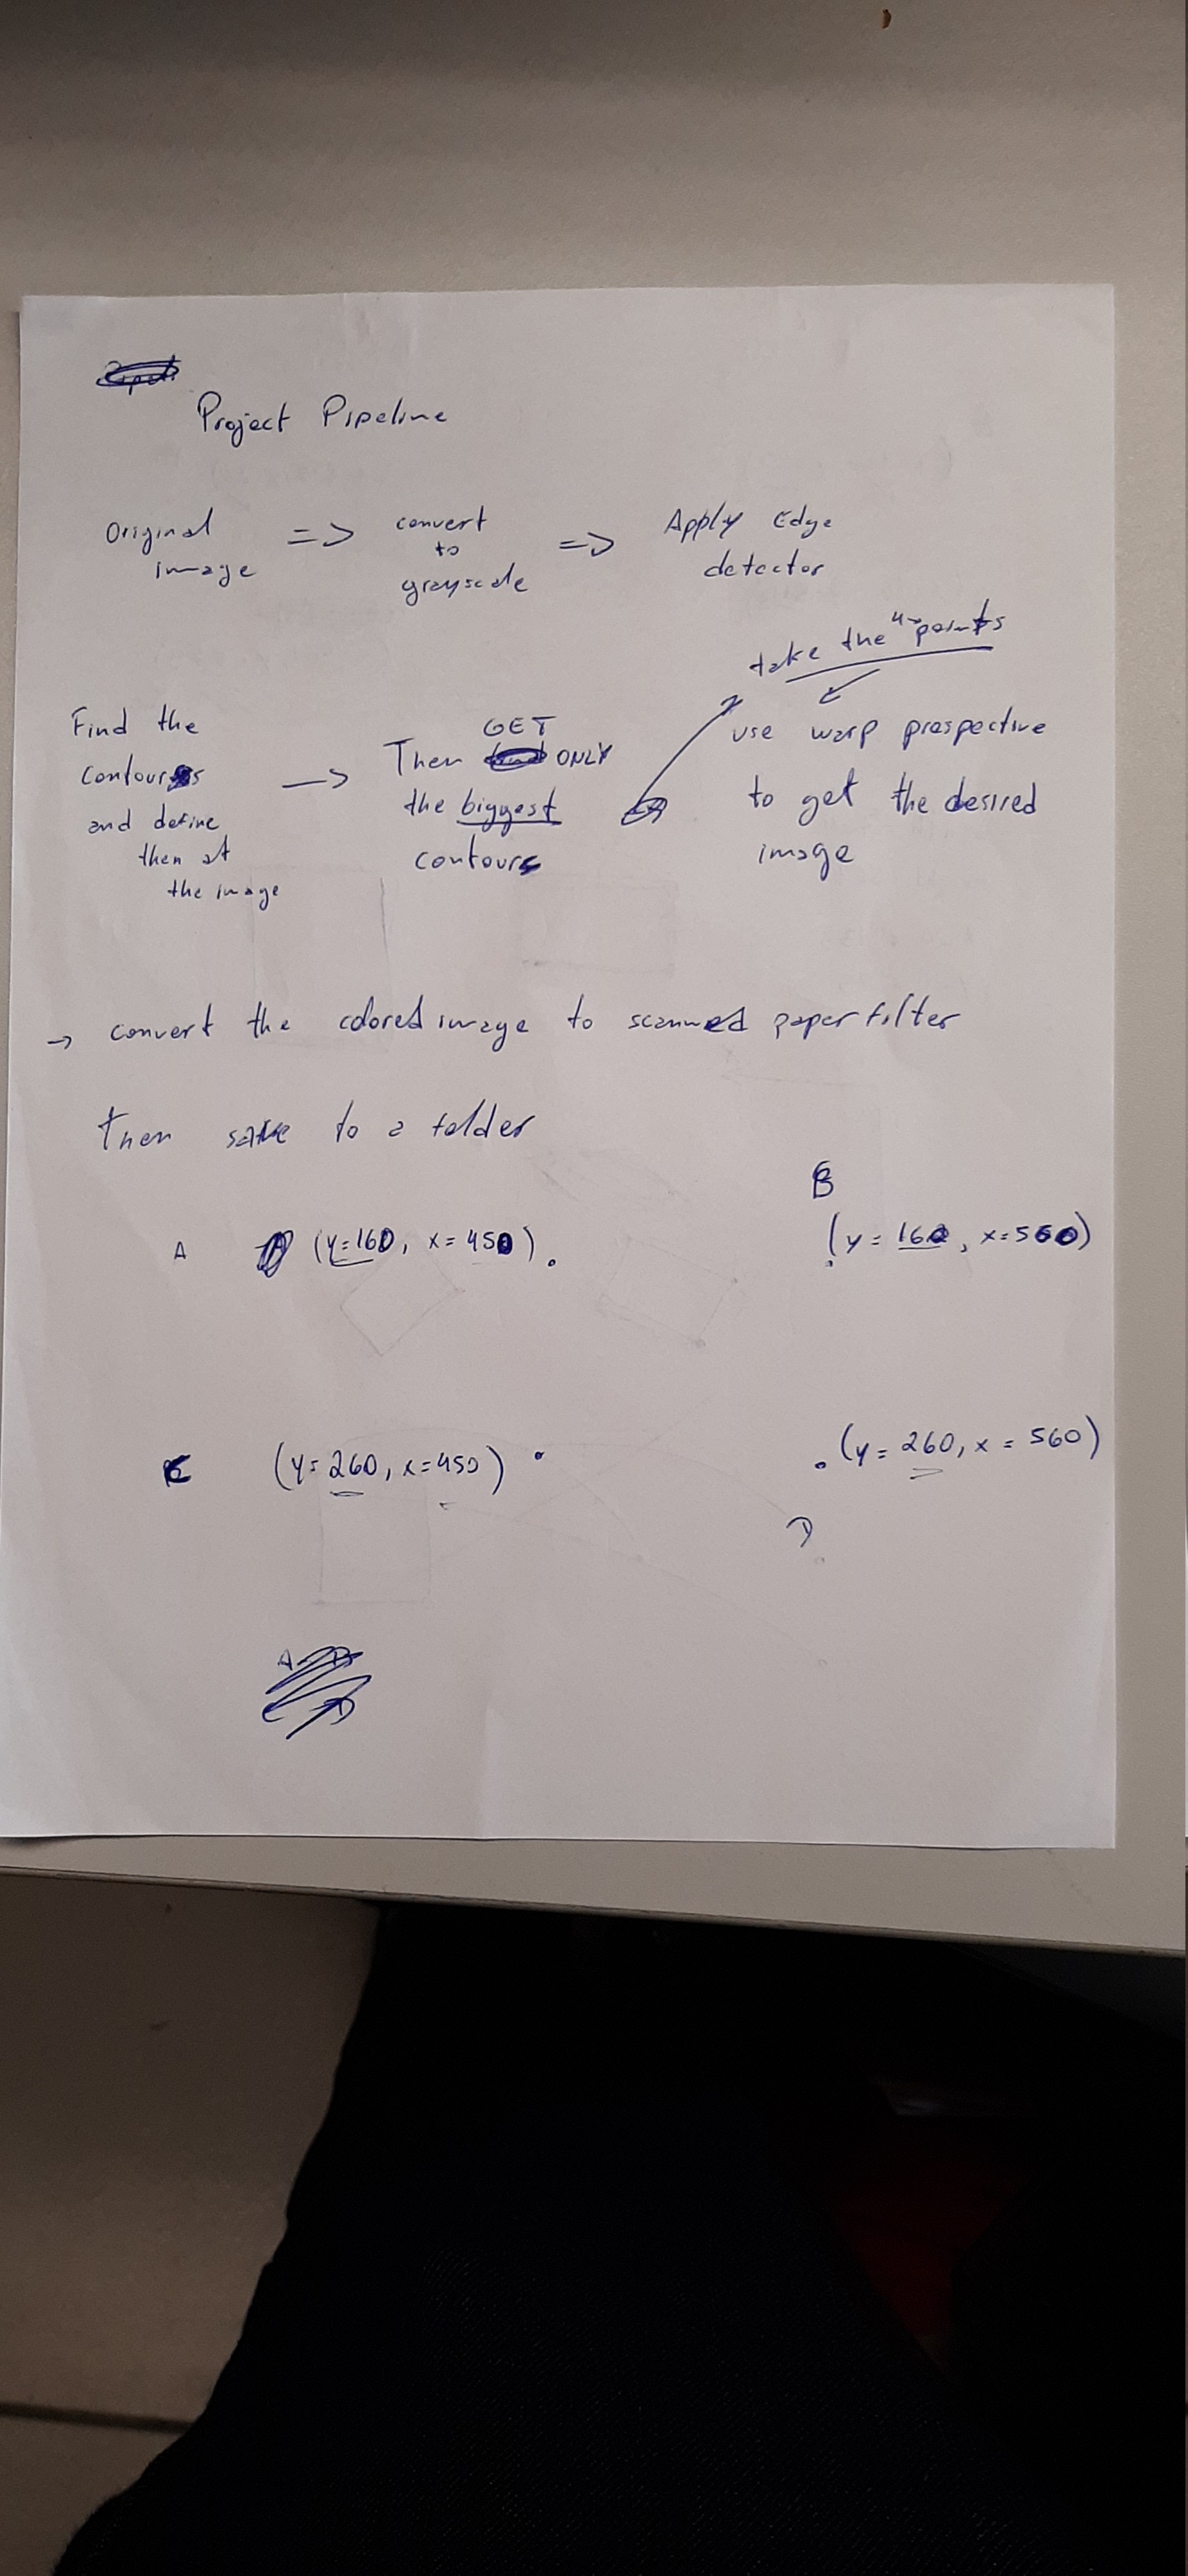 Project Pipeline
Original => convert => Apply Edge
image to detector
grayscale
take the 4 points
Find the GET use warp prospective
contours -> Then ONLY to get the desired
and define the biggest image
then at contours
the image
-> convert the colored image to scanned paper filter
then save to a folder
B
A (y=160, x=450) (y=160, x=560)
C (y=260, x=450) (y=260, x=560)
D